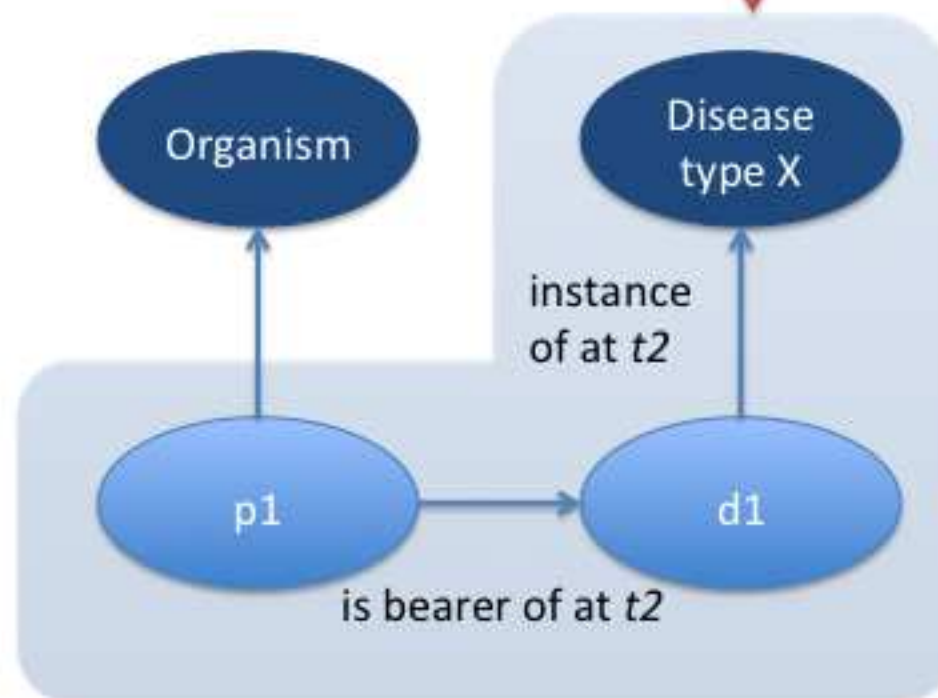 Organism
Disease
type X
instance
of at t2
p1
d1
is bearer of at t2